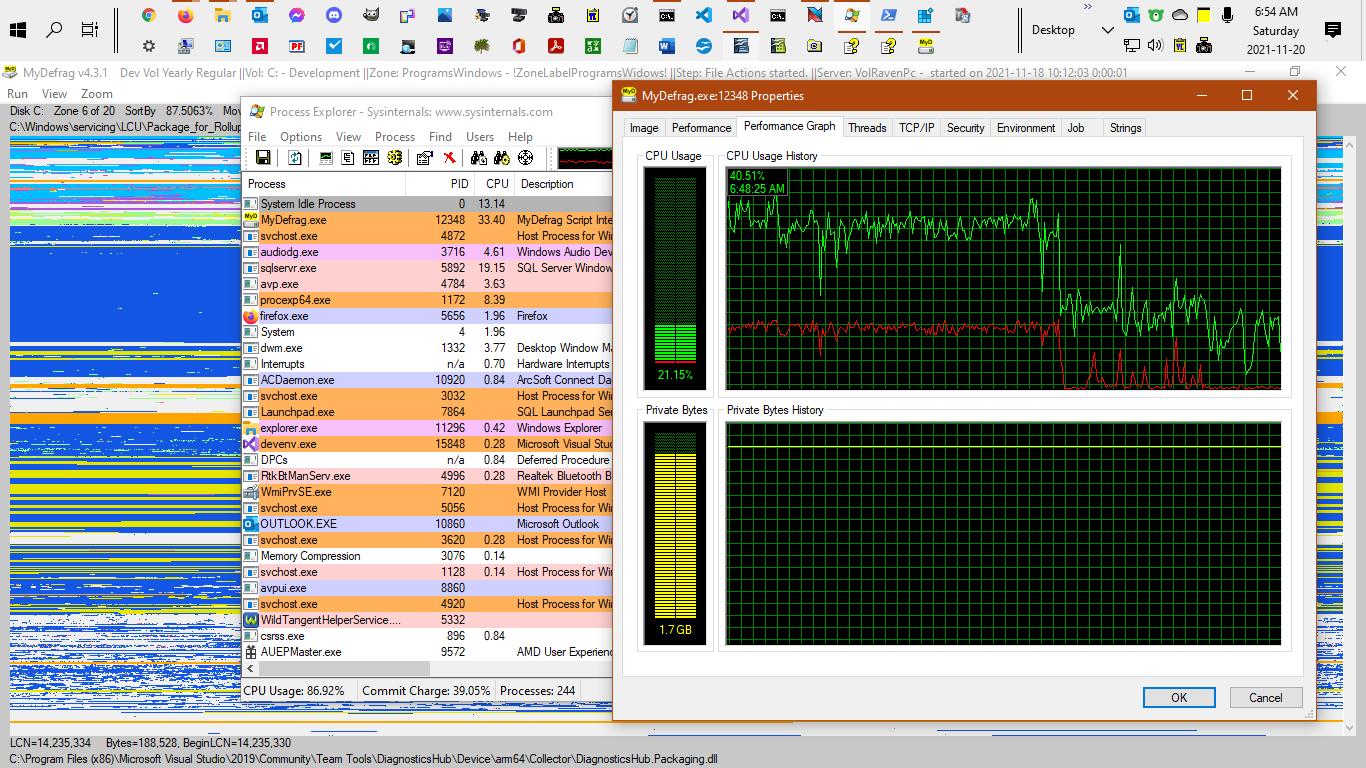 6:54 AM
Desktop
Saturday
2021-11-20
MyDefrag v4.3.1 Dev Vol Yearly Regular ||Vol: C: - Development ||Zone: ProgramsWindows - !ZoneLabelProgramsWidows! ||Step: File Actions started. ||Server: VolRavenPc - started on 2021-11-18 10:12:03 0:00:01
Run View Zoom
Disk C: Zone 6 of 20 SortBy 87.5063% Mov
C:\Windows\servicing\LCU\Package_for_Rollup
Process Explorer - Sysinternals: www.sysinternals.com
File Options View Process Find Users Help
Process PID CPU Description
System Idle Process 0 13.14
MyDefrag.exe 12348 33.40 MyDefrag Script Inte
svchost.exe 4872 Host Process for Wi
audiodg.exe 3716 4.61 Windows Audio Dev
sqlservr.exe 5892 19.15 SQL Server Window
avp.exe 4784 3.63
procexp64.exe 1172 8.39
firefox.exe 5656 1.96 Firefox
System 4 1.96
dwm.exe 1332 3.77 Desktop Window Ma
Interrupts n/a 0.70 Hardware Interrupts
ACDaemon.exe 10920 0.84 ArcSoft Connect Da
svchost.exe 3032 Host Process for Wi
Launchpad.exe 7864 SQL Launchpad Se
explorer.exe 11296 0.42 Windows Explorer
devenv.exe 15848 0.28 Microsoft Visual Stu
DPCs n/a 0.84 Deferred Procedure
RtkBtManServ.exe 4996 0.28 Realtek Bluetooth B
WmiPrvSE.exe 7120 WMI Provider Host
svchost.exe 5056 Host Process for Wi
OUTLOOK.EXE 10860 Microsoft Outlook
svchost.exe 3620 0.28 Host Process for Wi
Memory Compression 3076 0.14
svchost.exe 1128 0.14 Host Process for Wi
avpui.exe 8860
svchost.exe 4920 Host Process for Wi
WildTangentHelperService.... 5332
csrss.exe 896 0.84
AUEPMaster.exe 9572 AMD User Experienc
CPU Usage: 86.92% Commit Charge: 39.05% Processes: 244
MyDefrag.exe:12348 Properties
Image Performance Performance Graph Threads TCP/IP Security Environment Job Strings
CPU Usage CPU Usage History
40.51%
6:48:25 AM
21.15%
Private Bytes Private Bytes History
1.7 GB
OK Cancel
LCN=14,235,334 Bytes=188,528, BeginLCN=14,235,330
C:\Program Files (x86)\Microsoft Visual Studio\2019\Community\Team Tools\DiagnosticsHub\Device\arm64\Collector\DiagnosticsHub.Packaging.dll